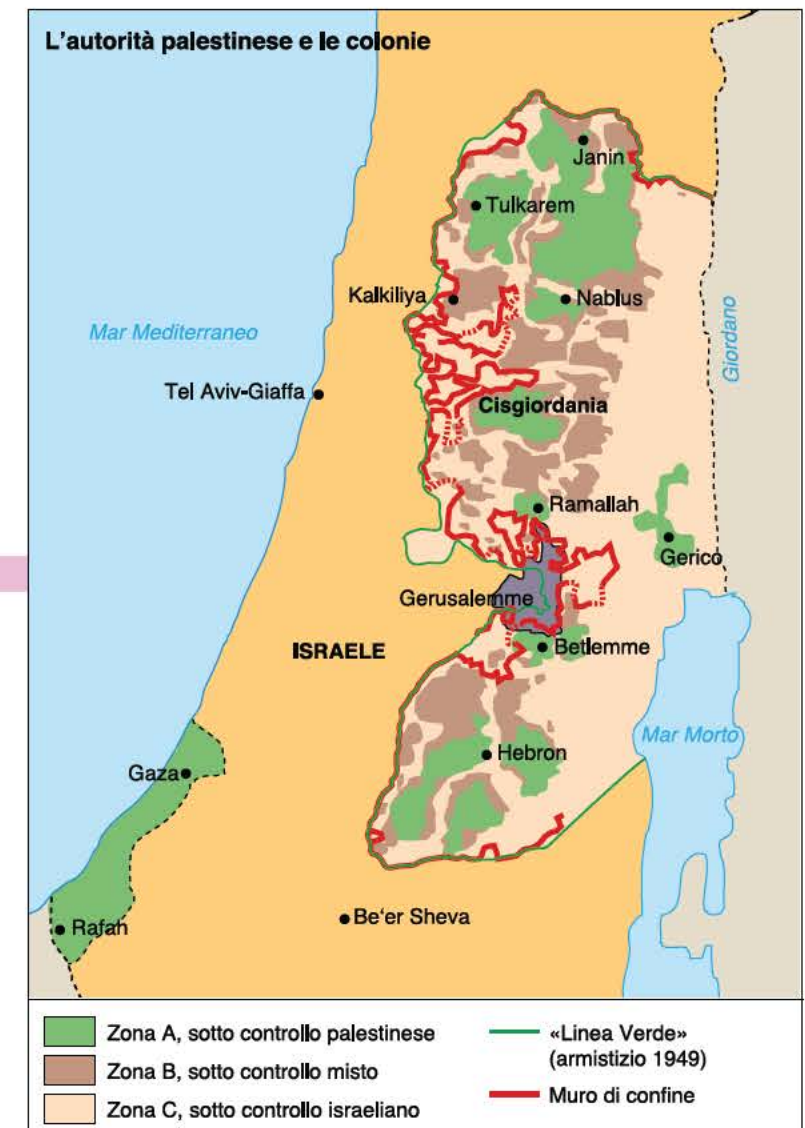 L'autorità palestinese e le colonie
Janin
Tulkarem
Kalkiliya
Nablus
Mar Mediterraneo
Giordano
Tel Aviv-Giaffa
Cisgiordania
Ramallah
Gerico
Gerusalemme
ISRAELE
Betlemme
Mar Morto
Hebron
Gaza
Be'er Sheva
Rafah
Zona A, sotto controllo palestinese
Zona B, sotto controllo misto
Zona C, sotto controllo israeliano
«Linea Verde»
(armistizio 1949)
Muro di confine